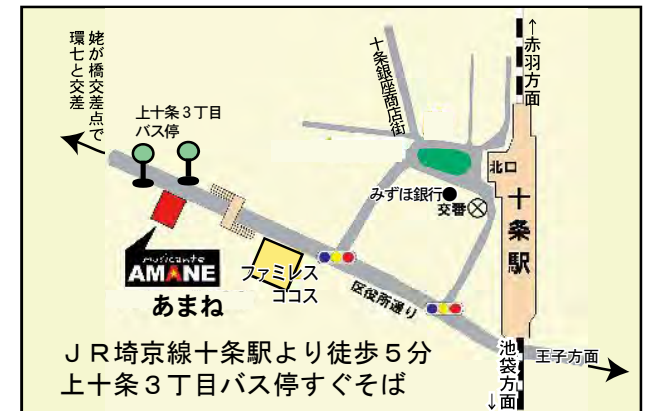 姥が橋交差点で
環七と交差
上十条３丁目
バス停
十条銀座商店街
↑赤羽方面
北口
十条駅
みずほ銀行
交番
musicante
AMANE
あまね
ファミレス
ココス
区役所通り
池袋方面↓
王子方面
ＪＲ埼京線十条駅より徒歩５分
上十条３丁目バス停すぐそば